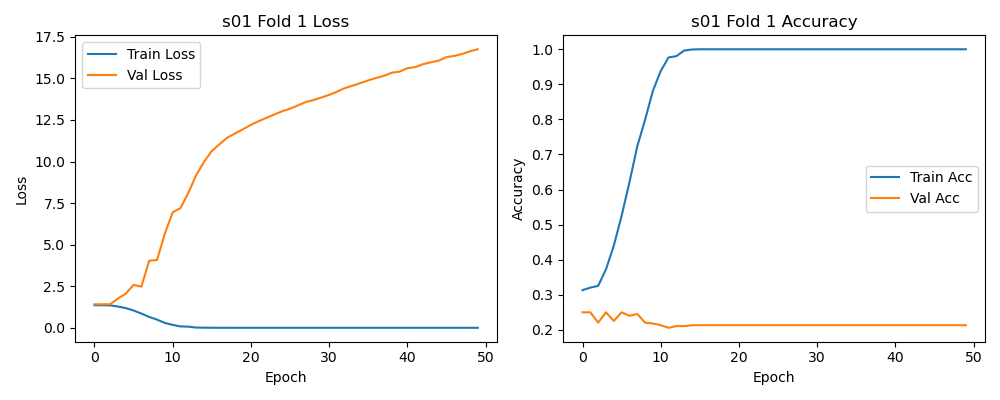 s01 Fold 1 Loss
17.5
15.0
12.5
10.0
7.5
5.0
2.5
0.0
Loss
Train Loss
Val Loss
0 10 20 30 40 50
Epoch
s01 Fold 1 Accuracy
1.0
0.9
0.8
0.7
0.6
0.5
0.4
0.3
0.2
Accuracy
Train Acc
Val Acc
0 10 20 30 40 50
Epoch